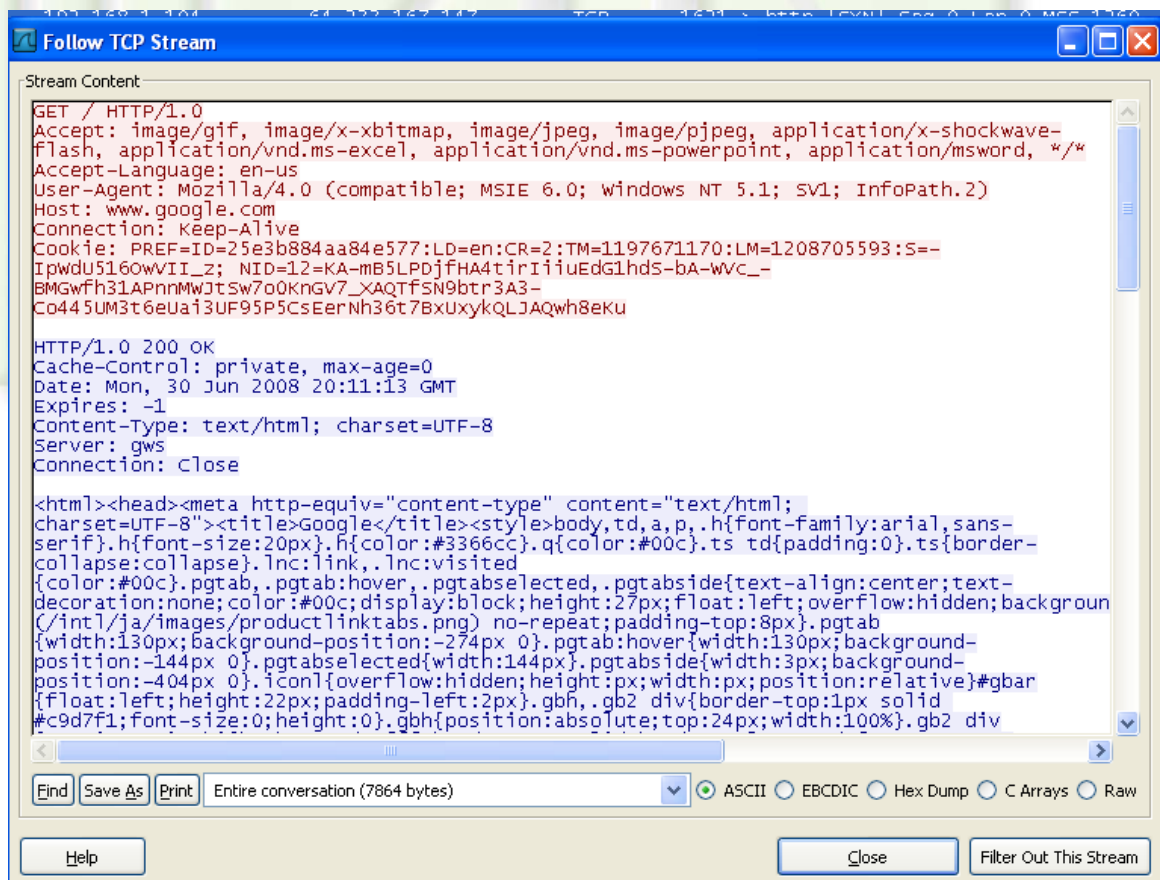 Follow TCP Stream
Stream Content
GET / HTTP/1.0
Accept: image/gif, image/x-xbitmap, image/jpeg, image/pjpeg, application/x-shockwave-
flash, application/vnd.ms-excel, application/vnd.ms-powerpoint, application/msword, */*
Accept-Language: en-us
User-Agent: Mozilla/4.0 (compatible; MSIE 6.0; Windows NT 5.1; SV1; InfoPath.2)
Host: www.google.com
Connection: Keep-Alive
Cookie: PREF=ID=25e3b884aa84e577:LD=en:CR=2:TM=1197671170:LM=1208705593:S=-
IpWdU516OwVII_z; NID=12=KA-mB5LPDjfHA4tirIiiuEdG1hdS-bA-WVc_-
BMGwfh31APnnMWJtSw7o0KnGV7_XAQTfSN9btr3A3-
Co445UM3t6eUai3UF95P5CsEerNh36t7BxUxykQLJAQwh8eKu
HTTP/1.0 200 OK
Cache-Control: private, max-age=0
Date: Mon, 30 Jun 2008 20:11:13 GMT
Expires: -1
Content-Type: text/html; charset=UTF-8
Server: gws
Connection: Close
<html><head><meta http-equiv="content-type" content="text/html;
charset=UTF-8"><title>Google</title><style>body,td,a,p,.h{font-family:arial,sans-
serif}.h{font-size:20px}.h{color:#3366cc}.q{color:#00c}.ts td{padding:0}.ts{border-
collapse:collapse}.lnc:link,.lnc:visited
{color:#00c}.pgtab,.pgtab:hover,.pgtabselected,.pgtabside{text-align:center;text-
decoration:none;color:#00c;display:block;height:27px;float:left;overflow:hidden;backgroun
(/intl/ja/images/productlinktabs.png) no-repeat;padding-top:8px}.pgtab
{width:130px;background-position:-274px 0}.pgtab:hover{width:130px;background-
position:-144px 0}.pgtabselected{width:144px}.pgtabside{width:3px;background-
position:-404px 0}.iconl{overflow:hidden;height:px;width:px;position:relative}#gbar
{float:left;height:22px;padding-left:2px}.gbh,.gb2 div{border-top:1px solid
#c9d7f1;font-size:0;height:0}.gbh{position:absolute;top:24px;width:100%}.gb2 div
Find Save As Print Entire conversation (7864 bytes) ASCII EBCDIC Hex Dump C Arrays Raw
Help Close Filter Out This Stream